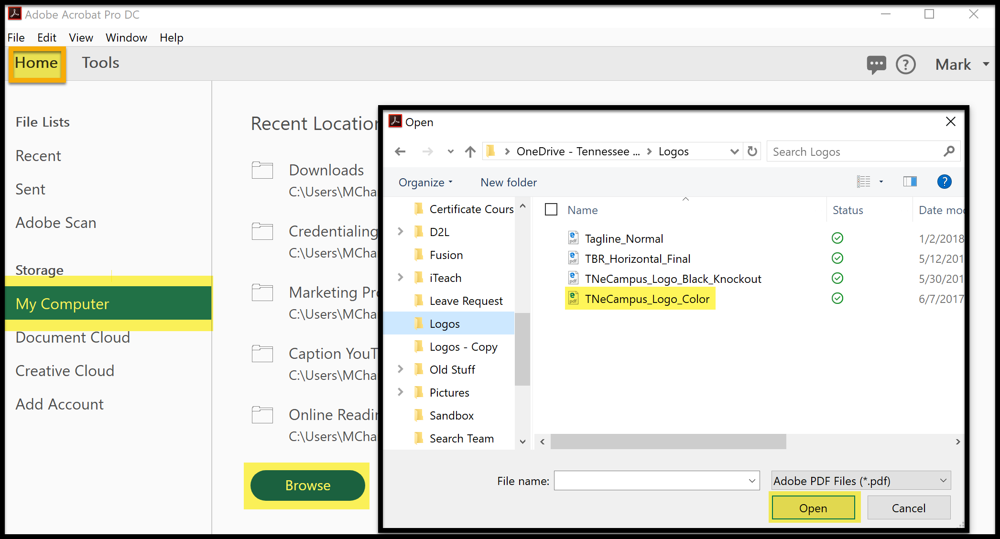 Adobe Acrobat Pro DC
File Edit View Window Help
Home Tools
Mark
File Lists
Recent
Sent
Adobe Scan
Storage
My Computer
Document Cloud
Creative Cloud
Add Account
Recent Location
Downloads
C:\Users\MCha
Credentialing
C:\Users\MCha
Marketing Pr
C:\Users\MCha
Caption YouT
C:\Users\MCha
Online Readi
C:\Users\MCha
Browse
Open
OneDrive - Tennessee ... Logos
Search Logos
Organize New folder
Certificate Cours
D2L
Fusion
iTeach
Leave Request
Logos
Logos - Copy
Old Stuff
Pictures
Sandbox
Search Team
Name Status Date mo
Tagline_Normal 1/2/2018
TBR_Horizontal_Final 5/12/201
TNeCampus_Logo_Black_Knockout 5/30/201
TNeCampus_Logo_Color 6/7/2017
File name: Adobe PDF Files (*.pdf)
Open Cancel